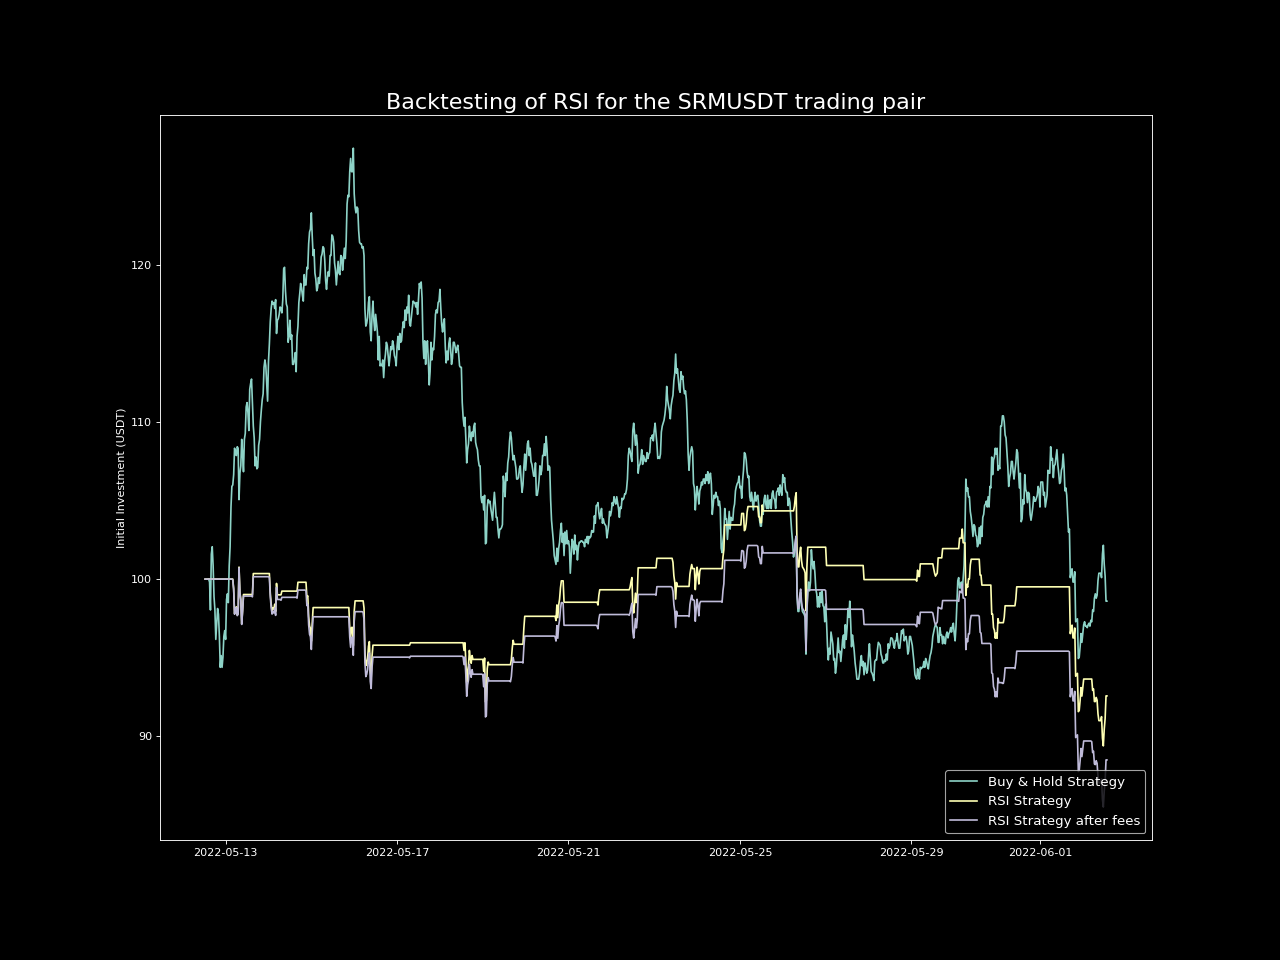 Backtesting of RSI for the SRMUSDT trading pair
Initial Investment (USDT)
120
110
100
90
2022-05-13 2022-05-17 2022-05-21 2022-05-25 2022-05-29 2022-06-01
Buy & Hold Strategy
RSI Strategy
RSI Strategy after fees